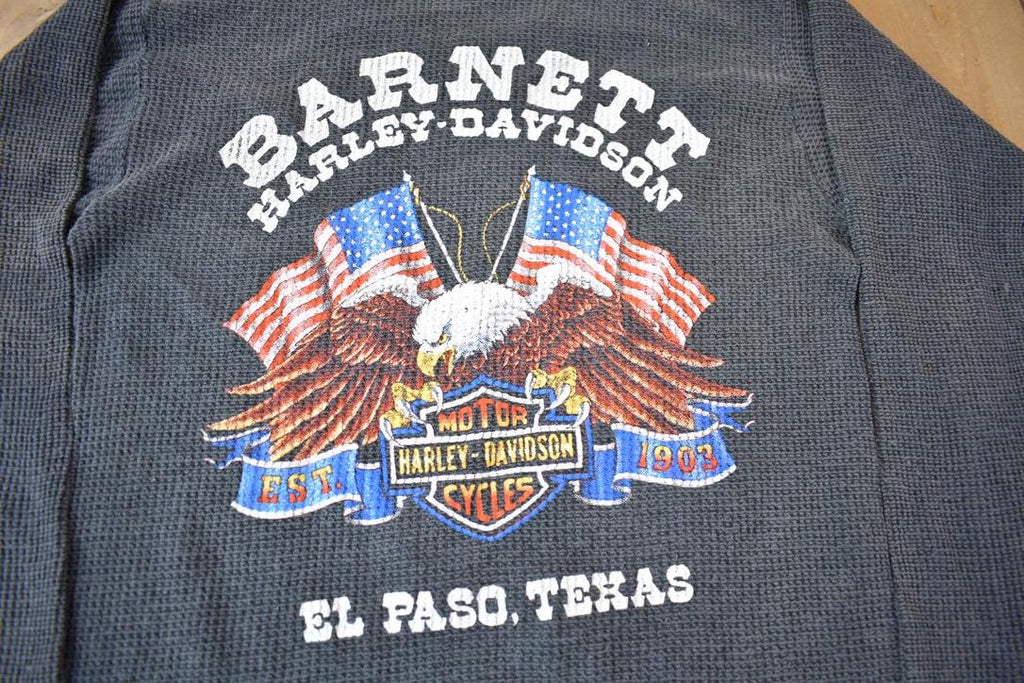 BARNETT
HARLEY-DAVIDSON
MOTOR
HARLEY-DAVIDSON
CYCLES
EST. 1903
EL PASO, TEXAS